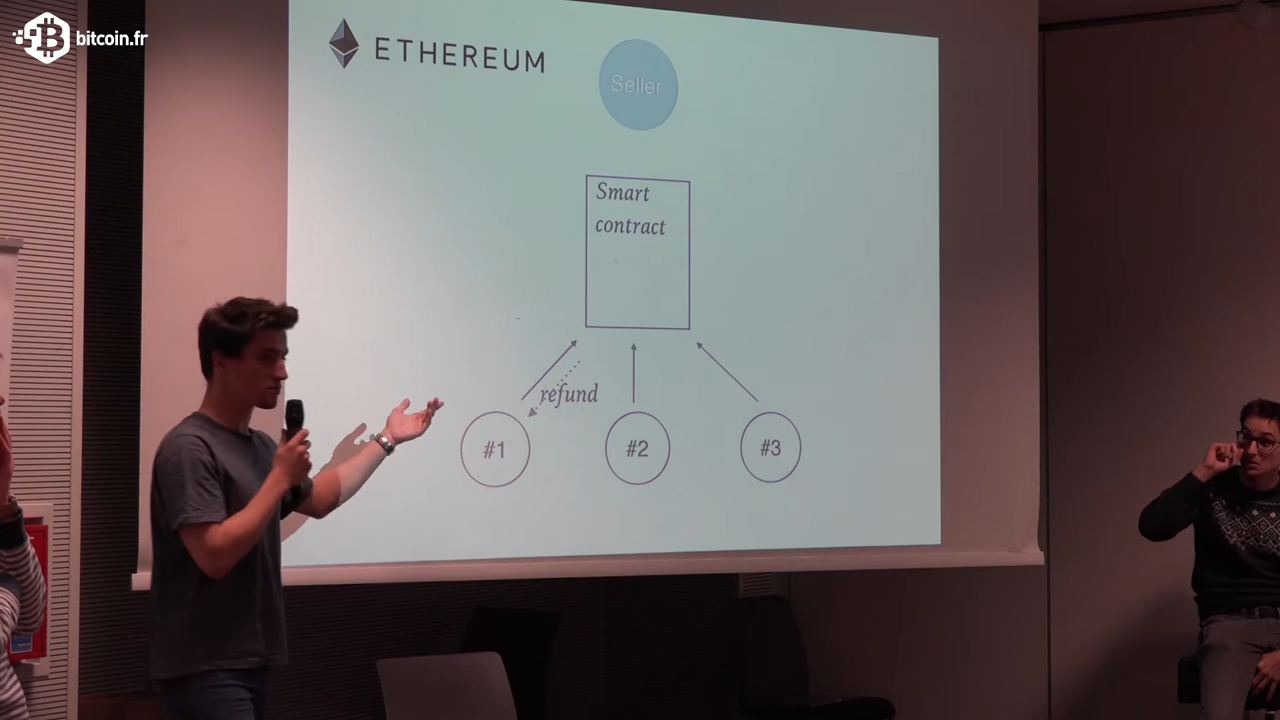 bitcoin.fr
ETHEREUM
Seller
Smart
contract
refund
#1
#2
#3